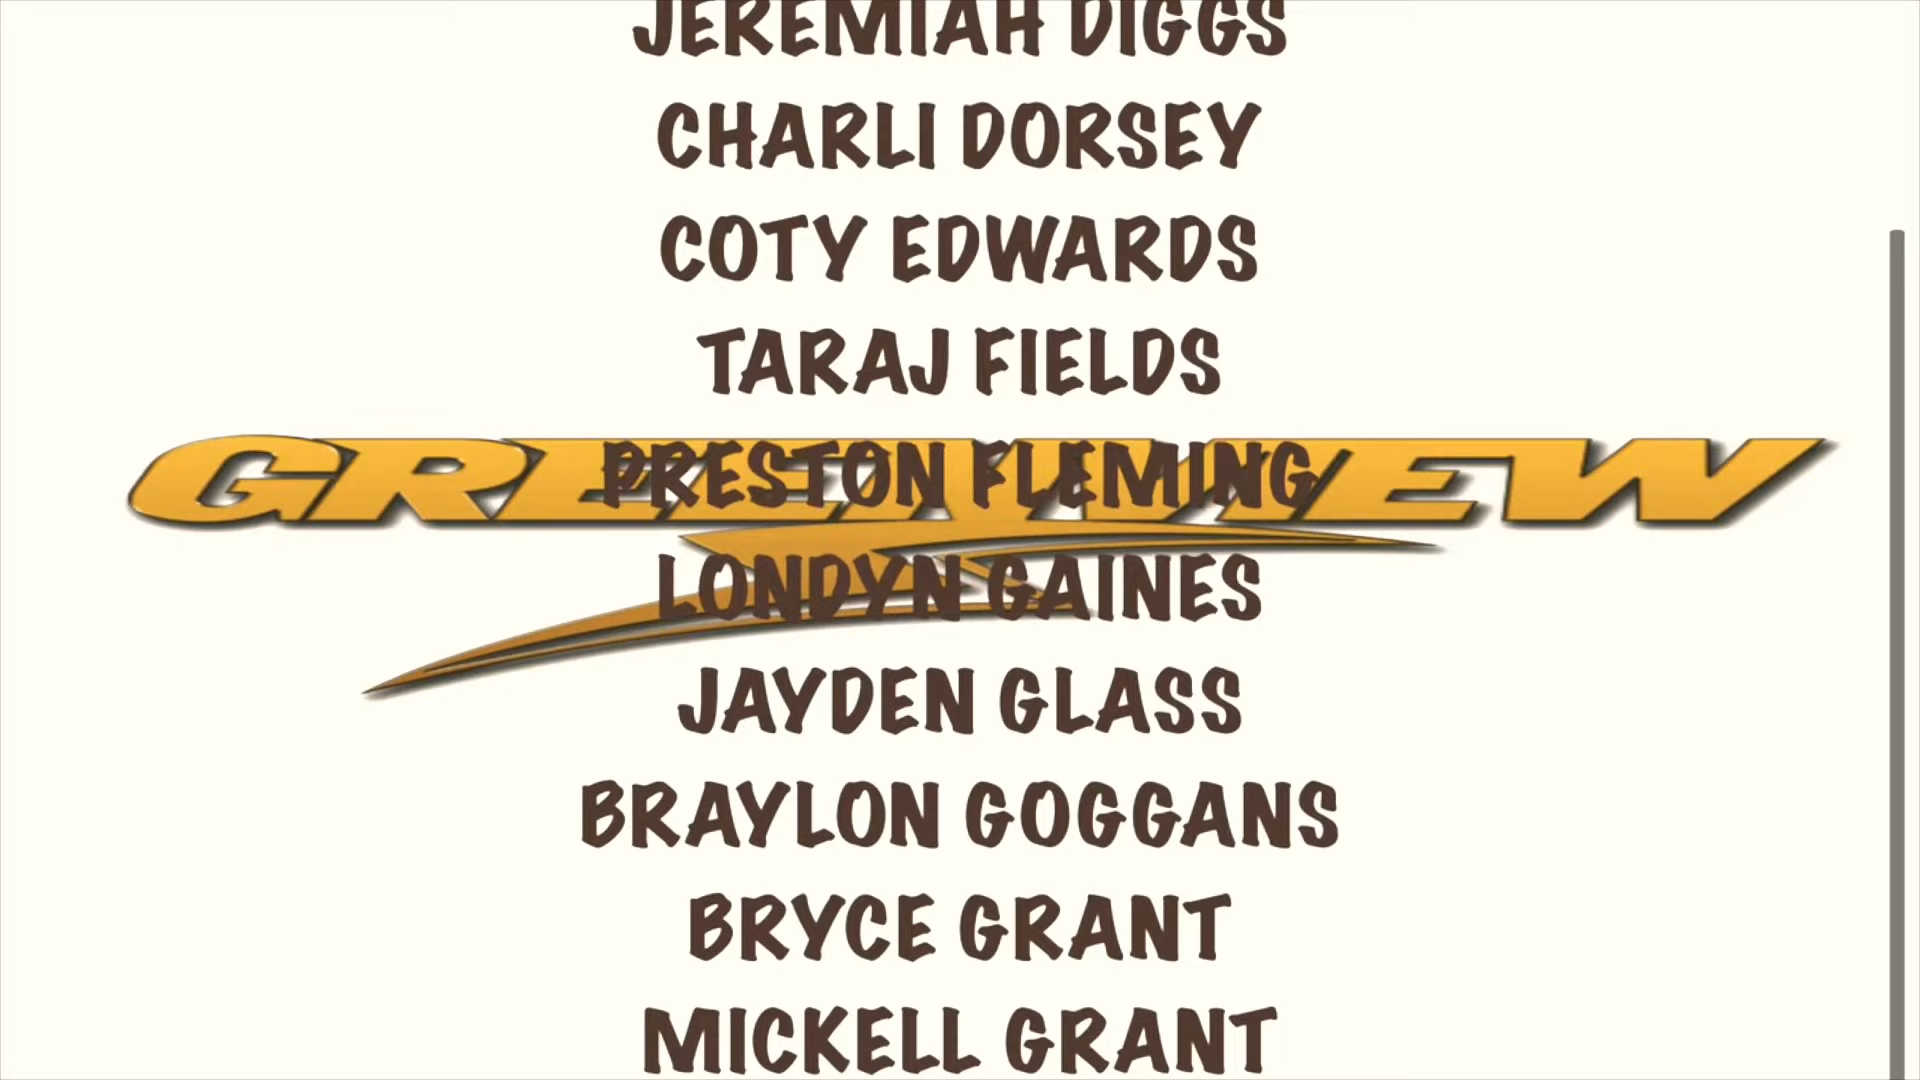 JEREMIAH DIGGS
CHARLI DORSEY
COTY EDWARDS
TARAJ FIELDS
GREENVIEW
PRESTON FLEMING
LONDYN GAINES
JAYDEN GLASS
BRAYLON GOGGANS
BRYCE GRANT
MICKELL GRANT